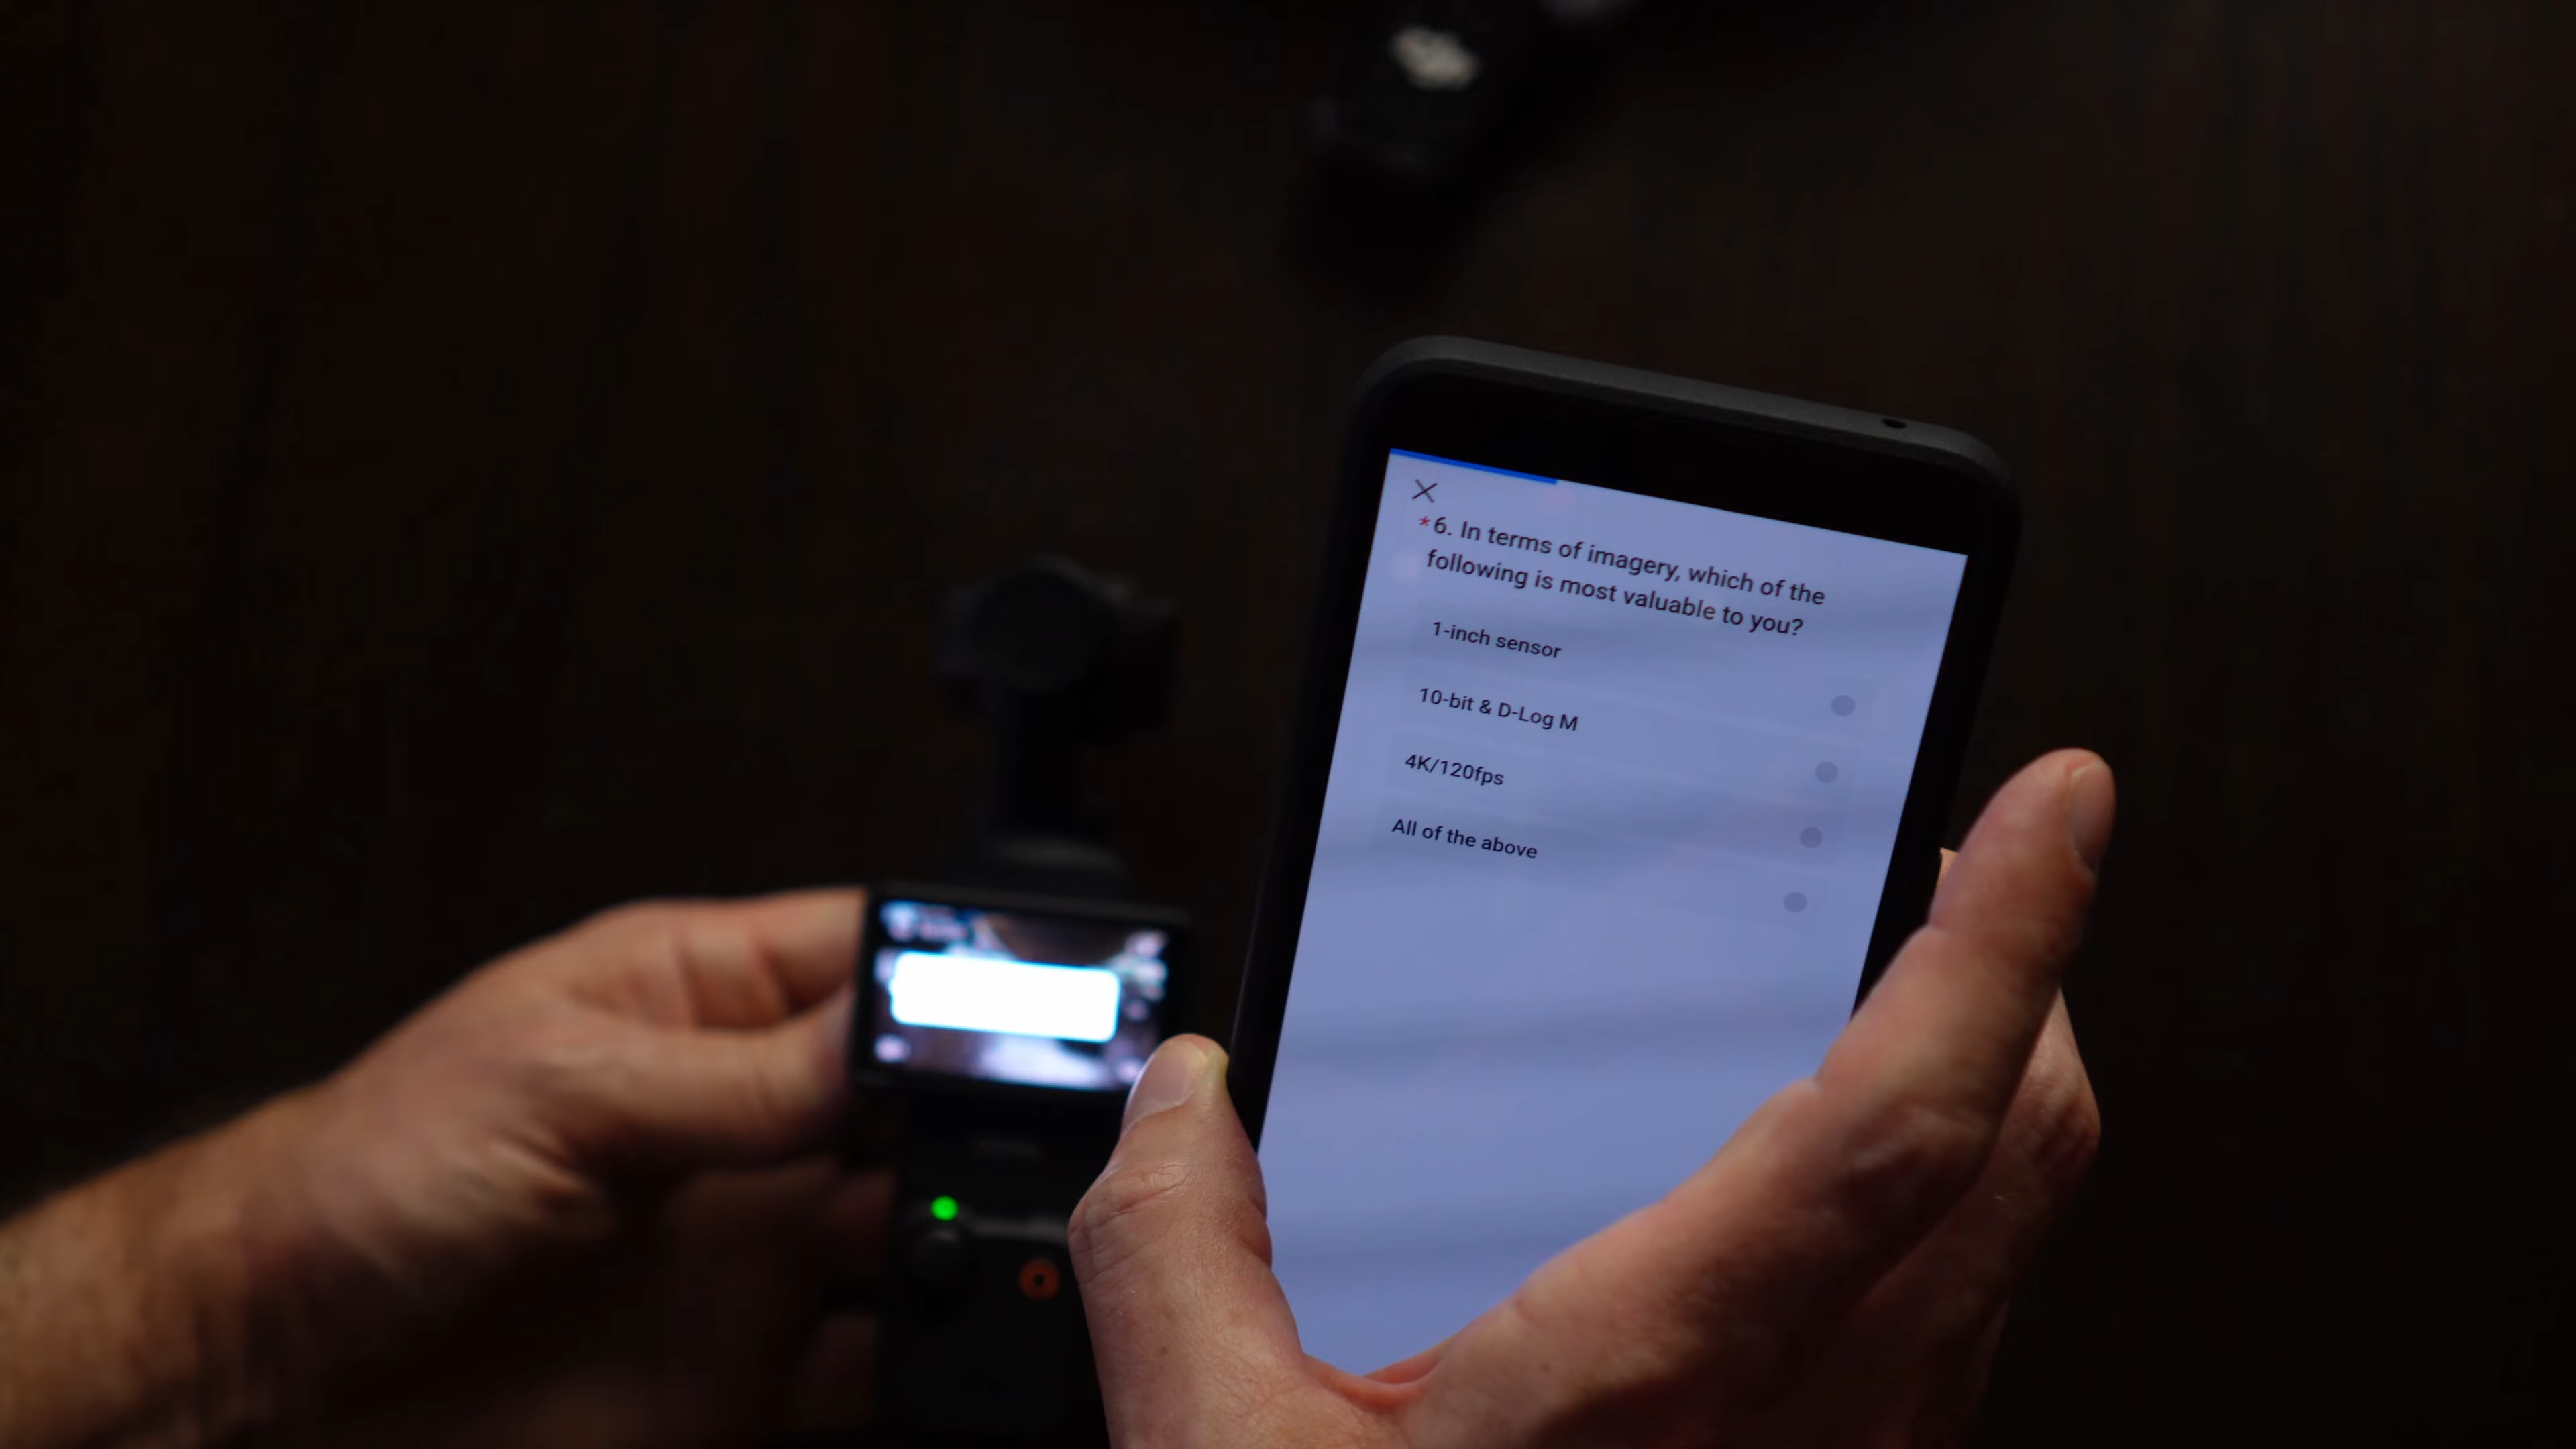 *6. In terms of imagery, which of the
following is most valuable to you?
1-inch sensor
10-bit & D-Log M
4K/120fps
All of the above